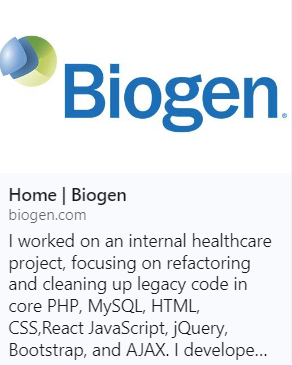 Biogen.
Home | Biogen
biogen.com
I worked on an internal healthcare
project, focusing on refactoring
and cleaning up legacy code in
core PHP, MySQL, HTML,
CSS,React JavaScript, jQuery,
Bootstrap, and AJAX. I develope...